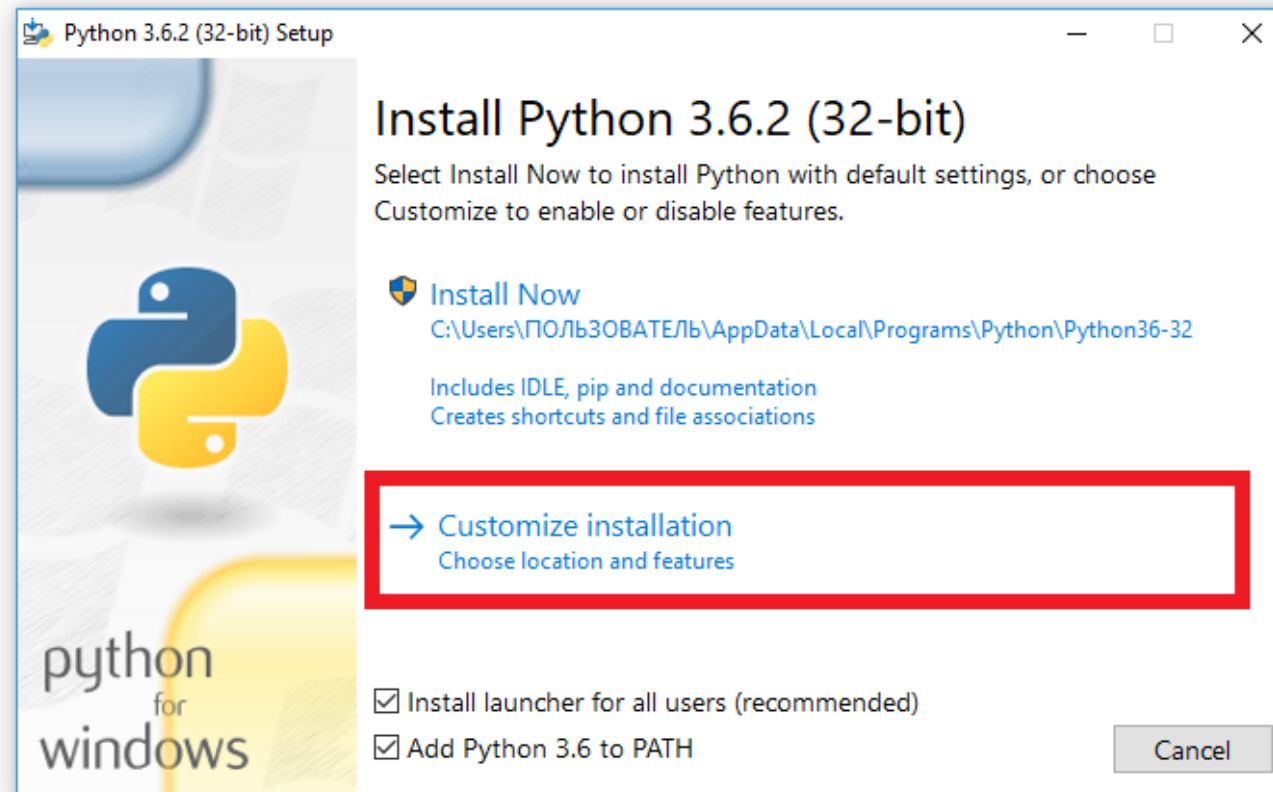 Python 3.6.2 (32-bit) Setup
Install Python 3.6.2 (32-bit)
Select Install Now to install Python with default settings, or choose
Customize to enable or disable features.
Install Now
C:\Users\ПОЛЬЗОВАТЕЛЬ\AppData\Local\Programs\Python\Python36-32
Includes IDLE, pip and documentation
Creates shortcuts and file associations
Customize installation
Choose location and features
python
for
windows
Install launcher for all users (recommended)
Add Python 3.6 to PATH
Cancel